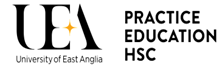 UEA
University of East Anglia
PRACTICE
EDUCATION
HSC